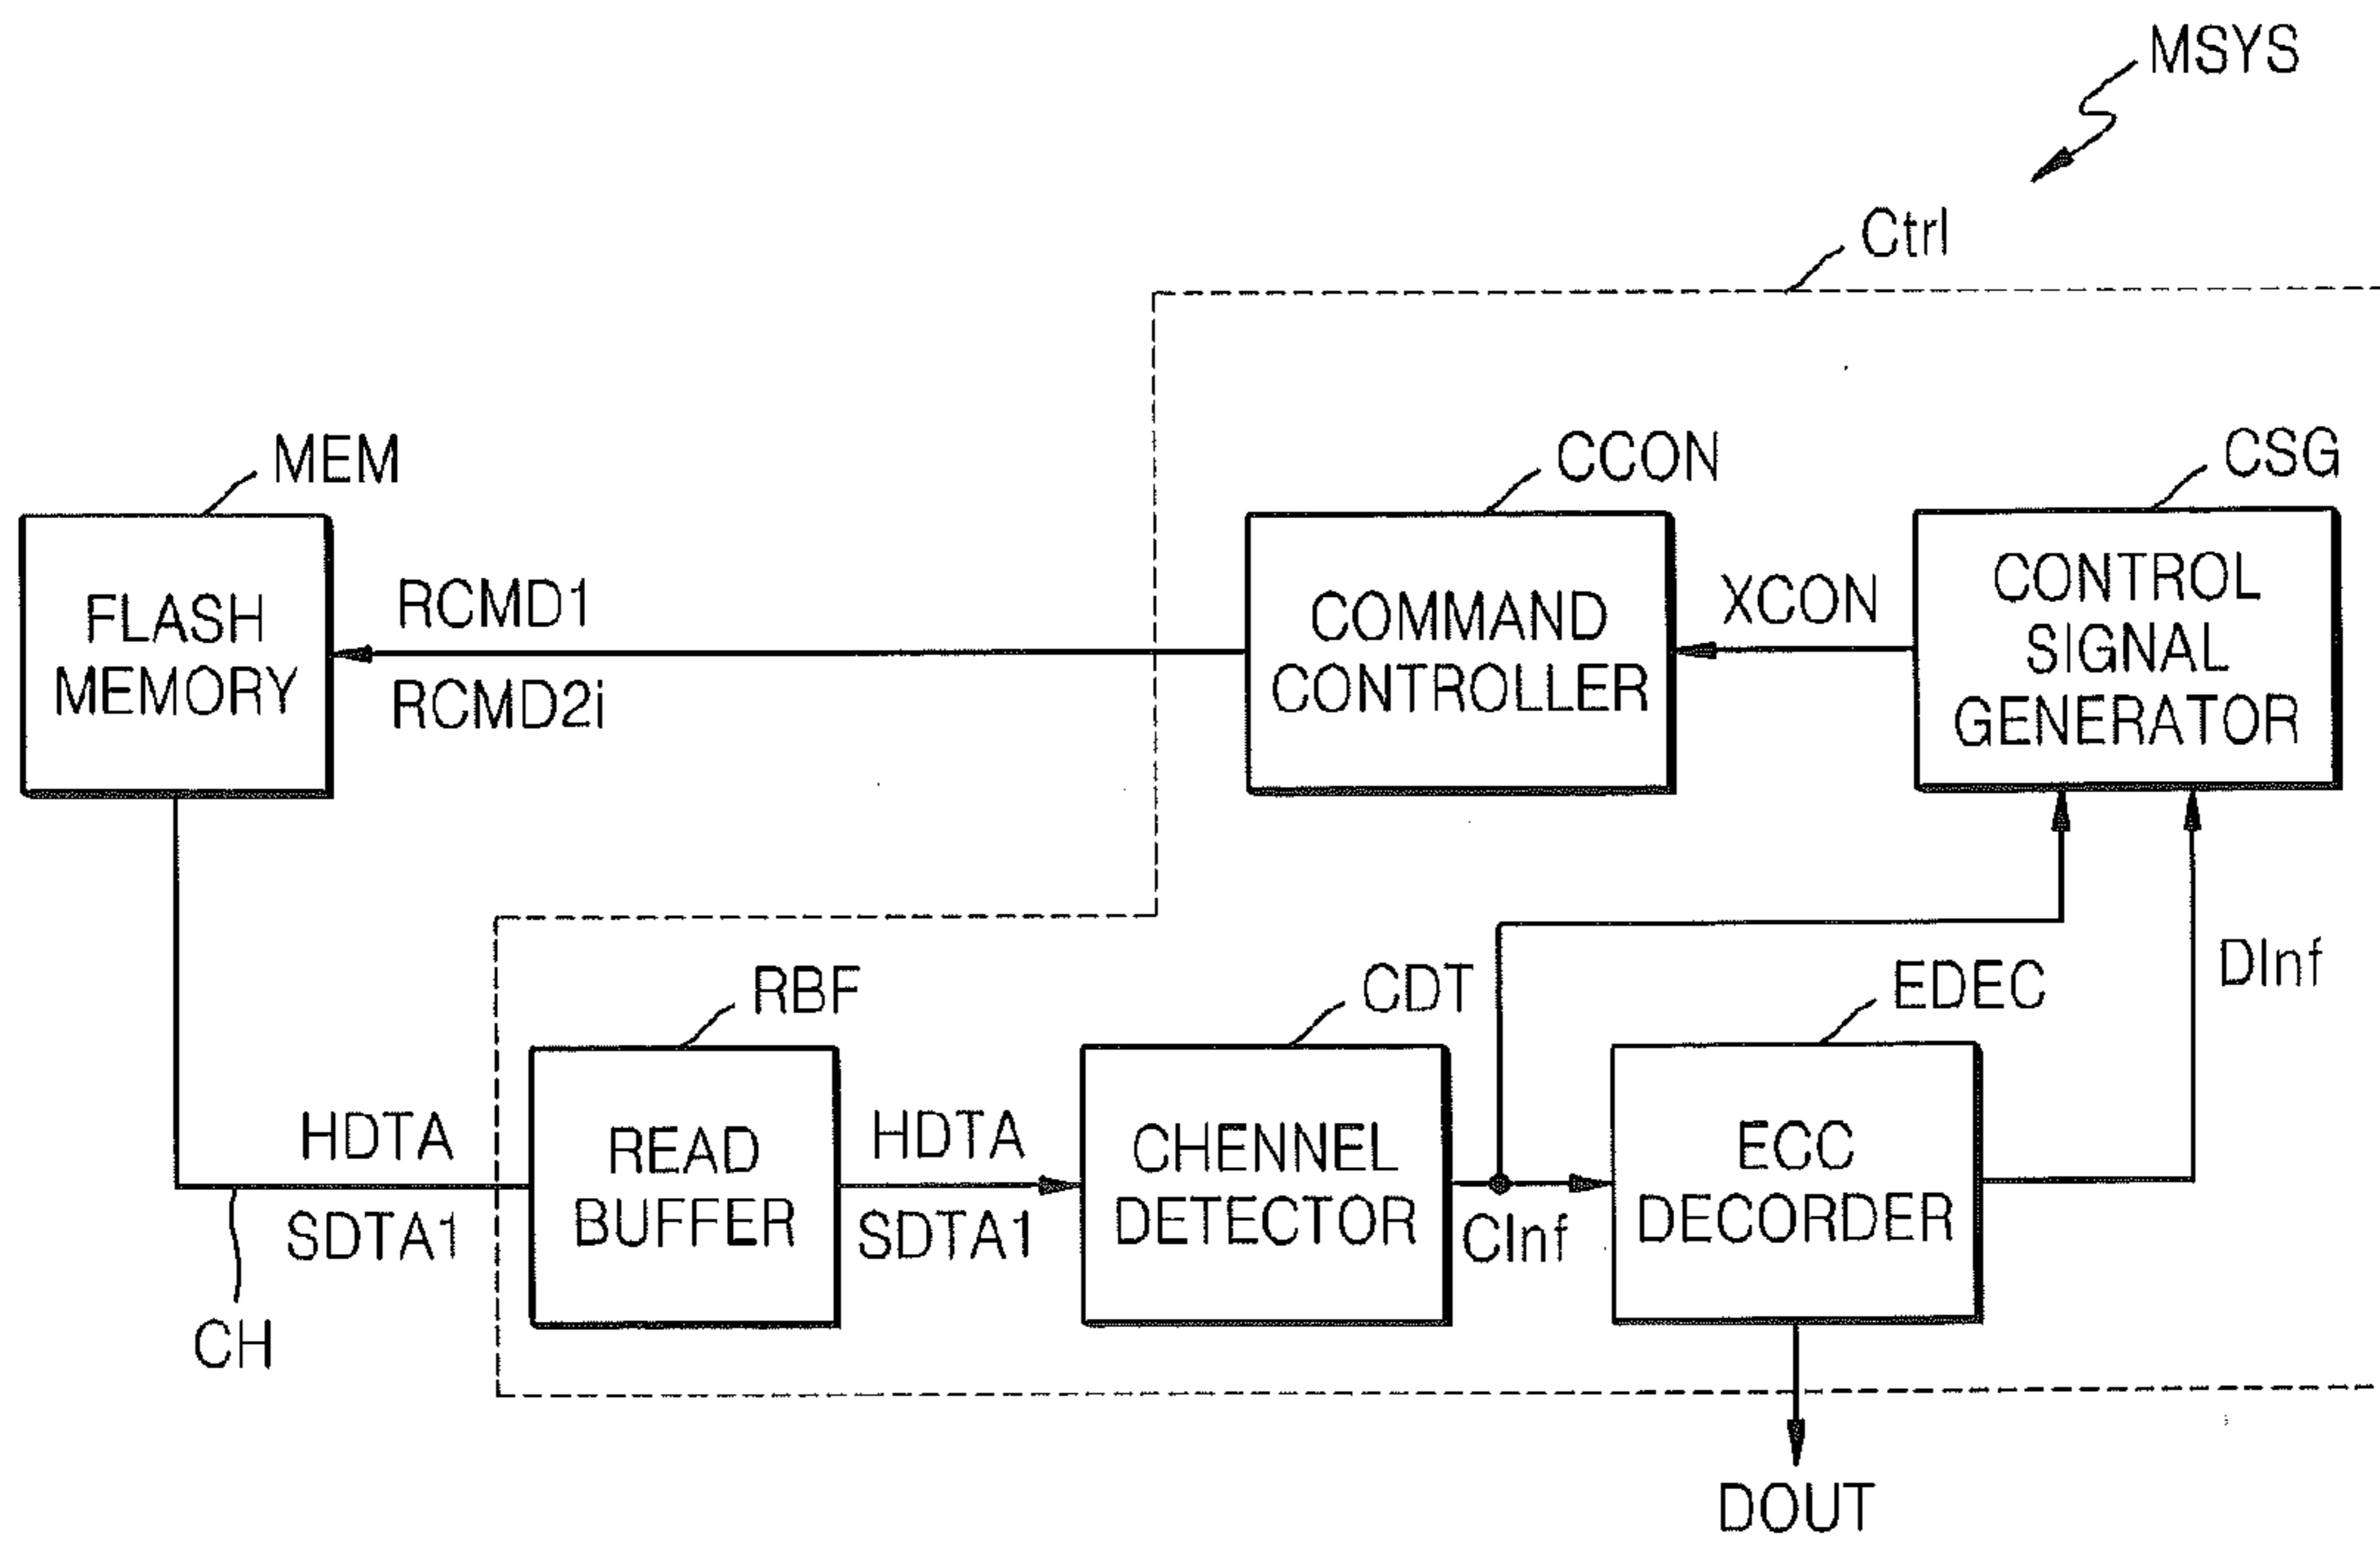 MSYS
Ctrl
MEM
CCON
CSG
FLASH
MEMORY
RCMD1
RCMD2i
COMMAND
CONTROLLER
XCON
CONTROL
SIGNAL
GENERATOR
RBF
CDT
EDEC
DInf
HDTA
SDTA1
CH
READ
BUFFER
HDTA
SDTA1
CHENNEL
DETECTOR
CInf
ECC
DECORDER
DOUT